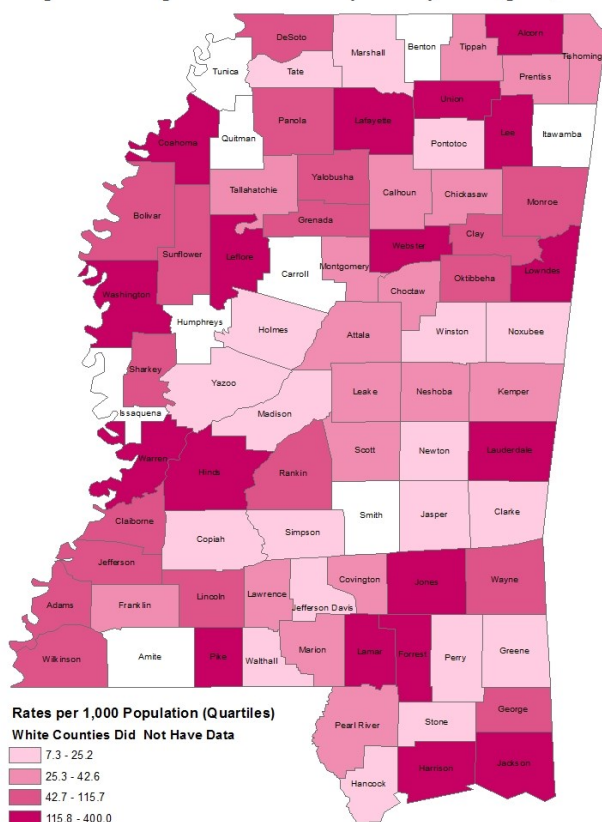 DeSoto
Benton
Alcorn
Marshall
Tippah
Tishomingo
Tunica
Tate
Prentiss
Union
Panola
Lafayette
Lee
Itawamba
Quitman
Coahoma
Pontotoc
Yalobusha
Tallahatchie
Calhoun
Chickasaw
Monroe
Bolivar
Grenada
Sunflower
Leflore
Webster
Clay
Carroll
Montgomery
Oktibbeha
Lowndes
Washington
Choctaw
Humphreys
Holmes
Attala
Winston
Noxubee
Sharkey
Yazoo
Leake
Neshoba
Kemper
Issaquena
Madison
Scott
Newton
Lauderdale
Warren
Hinds
Rankin
Smith
Jasper
Clarke
Claiborne
Copiah
Simpson
Jefferson
Covington
Jones
Wayne
Adams
Franklin
Lincoln
Lawrence
Jefferson Davis
Wilkinson
Amite
Pike
Walthall
Marion
Lamar
Forrest
Perry
Greene
Rates per 1,000 Population (Quartiles)
White Counties Did Not Have Data
7.3 - 25.2
25.3 - 42.6
42.7 - 115.7
115.8 - 400.0
Pearl River
Stone
George
Hancock
Harrison
Jackson